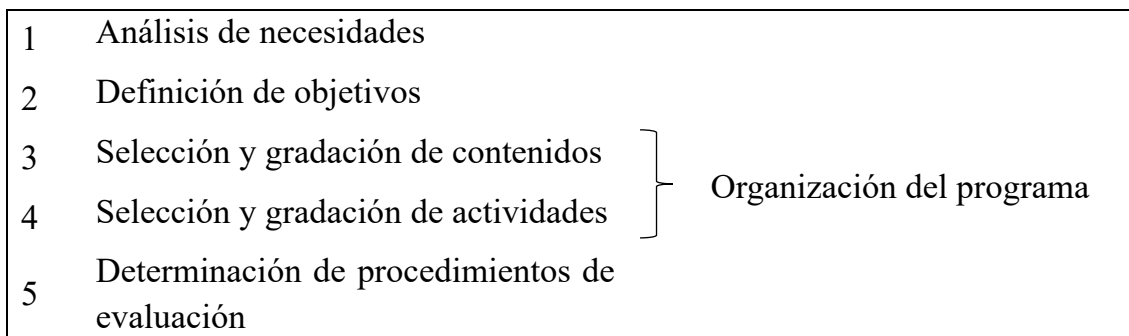 1 Análisis de necesidades
2 Definición de objetivos
3 Selección y gradación de contenidos
4 Selección y gradación de actividades
Organización del programa
5 Determinación de procedimientos de
evaluación